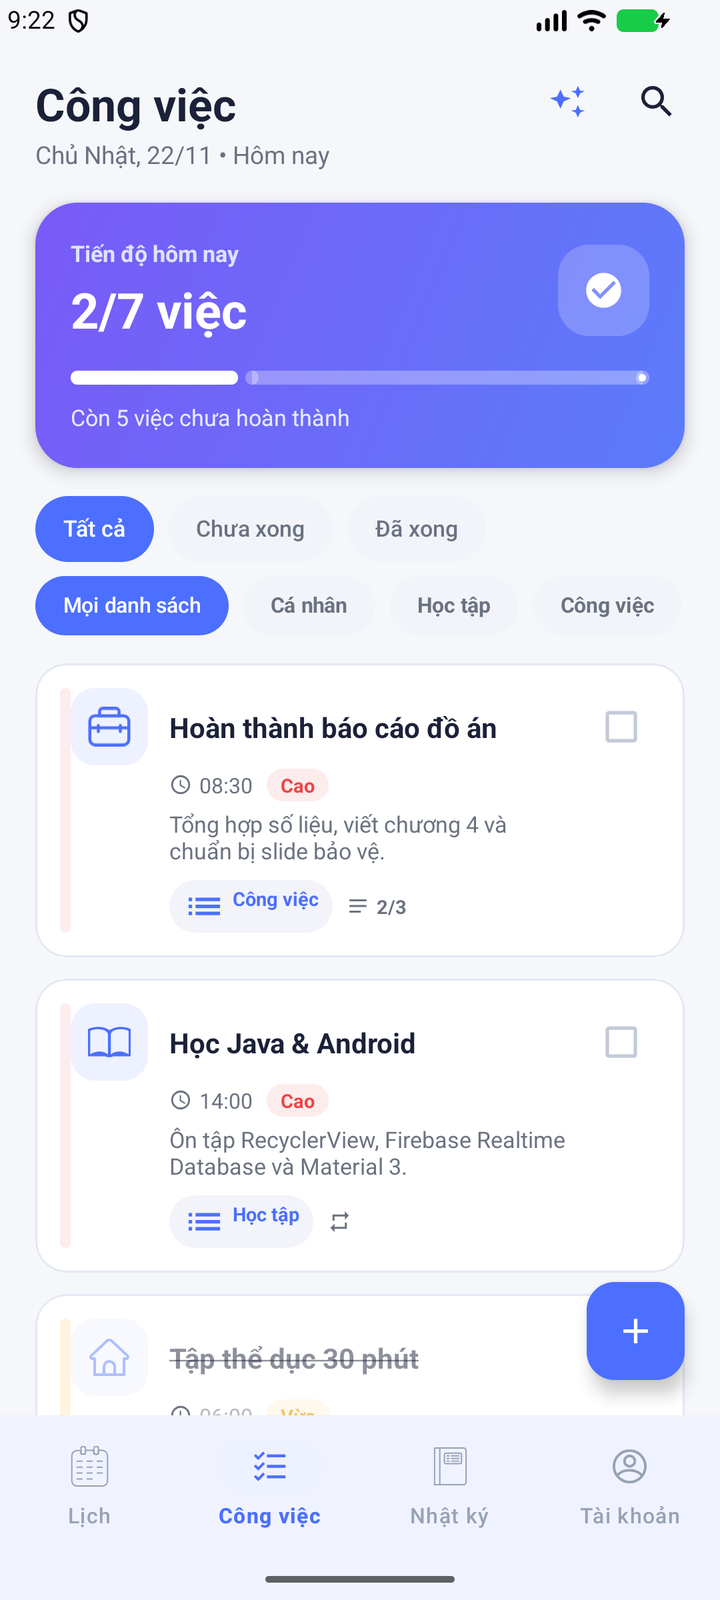 9:22
Công việc
Chủ Nhật, 22/11 • Hôm nay
Tiến độ hôm nay
2/7 việc
Còn 5 việc chưa hoàn thành
Tất cả Chưa xong Đã xong
Mọi danh sách Cá nhân Học tập Công việc
Hoàn thành báo cáo đồ án
08:30 Cao
Tổng hợp số liệu, viết chương 4 và
chuẩn bị slide bảo vệ.
Công việc 2/3
Học Java & Android
14:00 Cao
Ôn tập RecyclerView, Firebase Realtime
Database và Material 3.
Học tập
Tập thể dục 30 phút
06:00 Vừa
Lịch Công việc Nhật ký Tài khoản